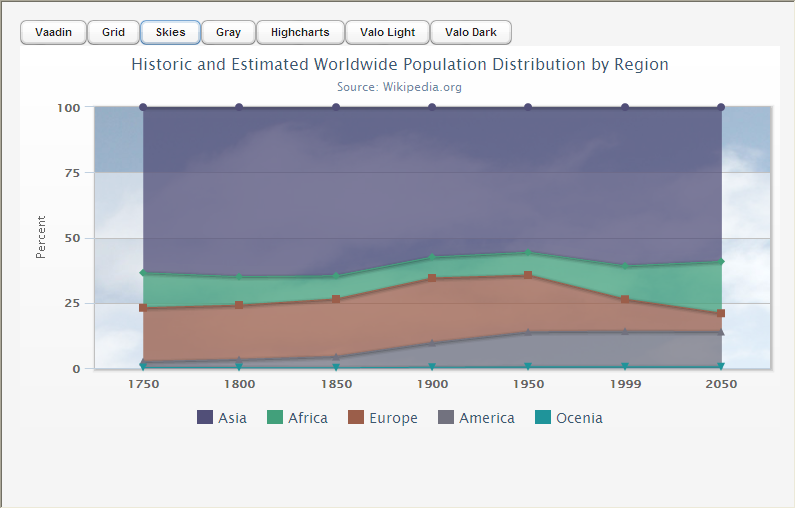 Vaadin Grid Skies Gray Highcharts Valo Light Valo Dark
Historic and Estimated Worldwide Population Distribution by Region
Source: Wikipedia.org
Percent
100
75
50
25
0
1750 1800 1850 1900 1950 1999 2050
Asia Africa Europe America Ocenia